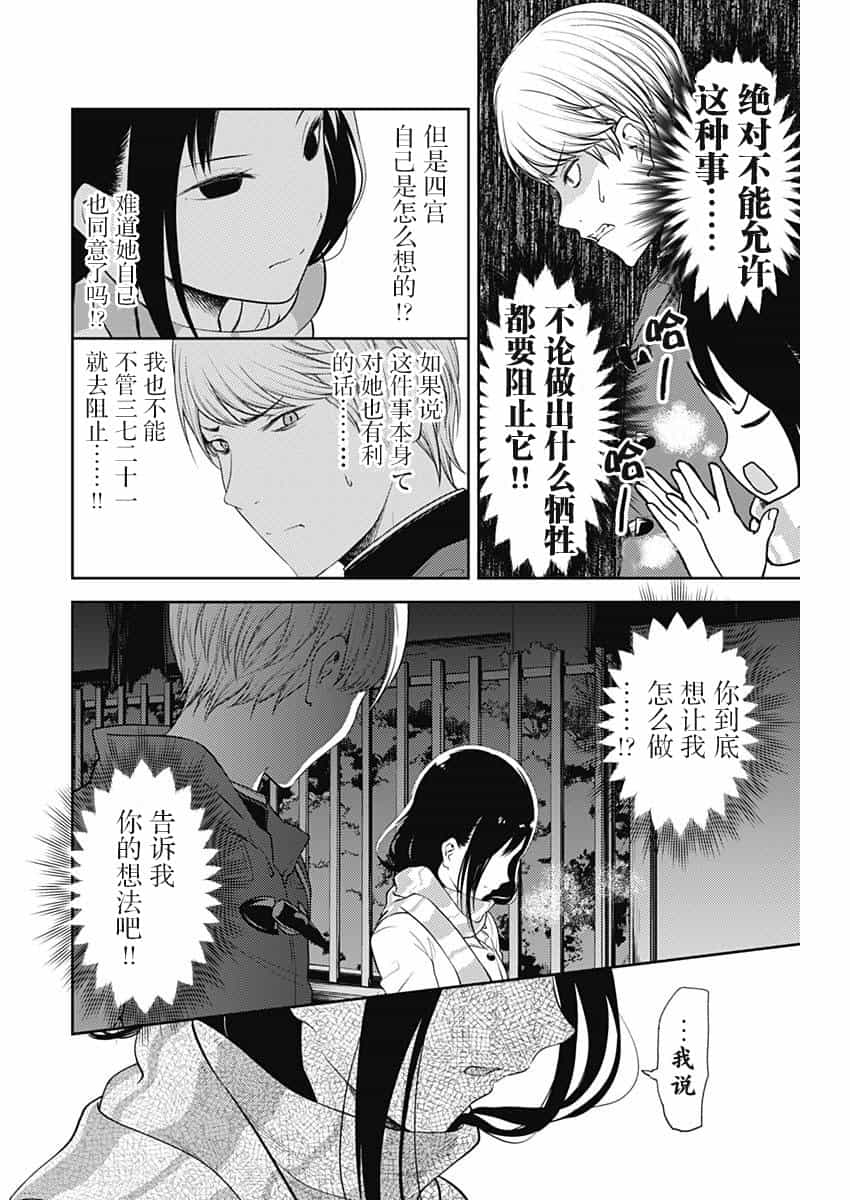 绝对不能允许
这种事……
不论做出什么牺牲
都要阻止它!!
哈—
哈—
但是四宫
自己是怎么想的!?
难道她自己
也同意了吗!?
如果说
这件事本身
对她也有利
的话………
我也不能
不管三七二十一
就去阻止……!!
你到底
想让我
怎么做
……!?
告诉我
你的想法吧!!
…我说